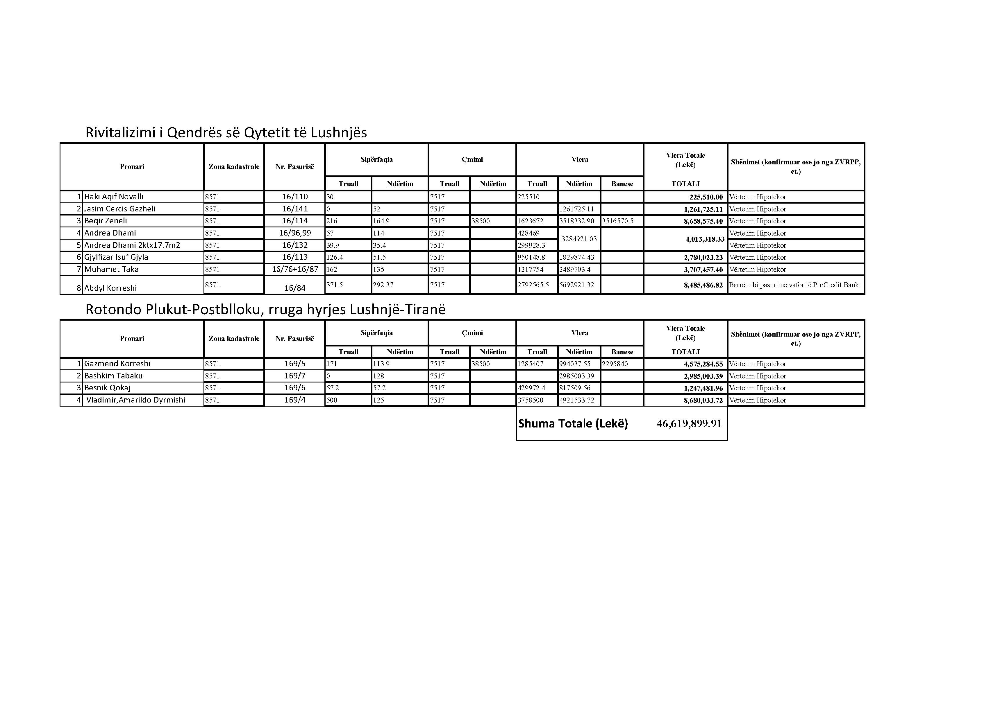 Rivitalizimi i Qendrës së Qytetit të Lushnjës
Pronari Zona kadastrale Nr. Pasurisë Sipërfaqia Çmimi Vlera Vlera Totale (Lekë) Shënimet (konfirmuar ose jo nga ZVRPP, et.)
Truall Ndërtim Truall Ndërtim Truall Ndërtim Banese TOTALI
1 Haki Aqif Novalli 8571 16/110 30 7517 225510 225,510.00 Vërtetim Hipotekor
2 Jasim Cercis Gazheli 8571 16/141 0 52 7517 1261725.11 1,261,725.11 Vërtetim Hipotekor
3 Beqir Zeneli 8571 16/114 216 164.9 7517 38500 1623672 3518332.90 3516570.5 8,658,575.40 Vërtetim Hipotekor
4 Andrea Dhami 8571 16/96,99 57 114 7517 428469 3284921.03 4,013,318.33 Vërtetim Hipotekor
5 Andrea Dhami 2ktx17.7m2 8571 16/132 39.9 35.4 7517 299928.3 Vërtetim Hipotekor
6 Gjylfizar Isuf Gjyla 8571 16/113 126.4 51.5 7517 950148.8 1829874.43 2,780,023.23 Vërtetim Hipotekor
7 Muhamet Taka 8571 16/76+16/87 162 135 7517 1217754 2489703.4 3,707,457.40 Vërtetim Hipotekor
8 Abdyl Korreshi 8571 16/84 371.5 292.37 7517 2792565.5 5692921.32 8,485,486.82 Barrë mbi pasuri në vafor të ProCredit Bank
Rotondo Plukut-Postblloku, rruga hyrjes Lushnjë-Tiranë
Pronari Zona kadastrale Nr. Pasurisë Sipërfaqia Çmimi Vlera Vlera Totale (Lekë) Shënimet (konfirmuar ose jo nga ZVRPP, et.)
Truall Ndërtim Truall Ndërtim Truall Ndërtim Banese TOTALI
1 Gazmend Korreshi 8571 169/5 171 113.9 7517 38500 1285407 994037.55 2295840 4,575,284.55 Vërtetim Hipotekor
2 Bashkim Tabaku 8571 169/7 0 128 7517 2985003.39 2,985,003.39 Vërtetim Hipotekor
3 Besnik Qokaj 8571 169/6 57.2 57.2 7517 429972.4 817509.56 1,247,481.96 Vërtetim Hipotekor
4 Vladimir,Amarildo Dyrmishi 8571 169/4 500 125 7517 3758500 4921533.72 8,680,033.72 Vërtetim Hipotekor
Shuma Totale (Lekë) 46,619,899.91